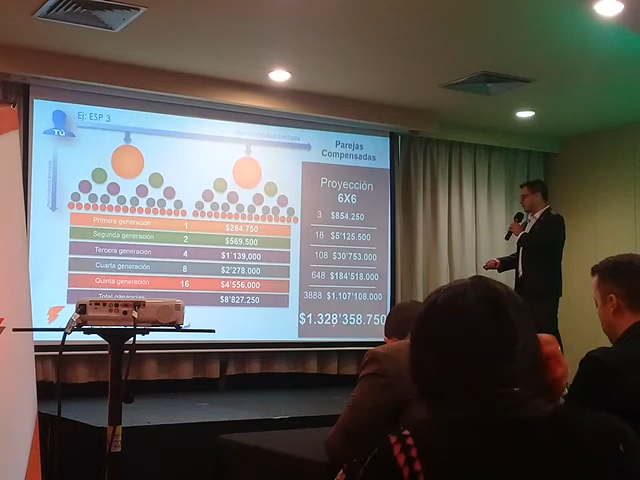 Ej: ESP 3
Tú
Parejas
Compensadas
Primera generación 1 $284.750
Segunda generación 2 $569.500
Tercera generación 4 $1'139,000
Cuarta generación 8 $2'278.000
Quinta generación 16 $4'556.000
Total ganancias $8'827.250
Proyección
6X6
3 $854.250
18 $5'125.500
108 $30'753.000
648 $184'518.000
3888 $1.107'108.000
$1.328'358.750